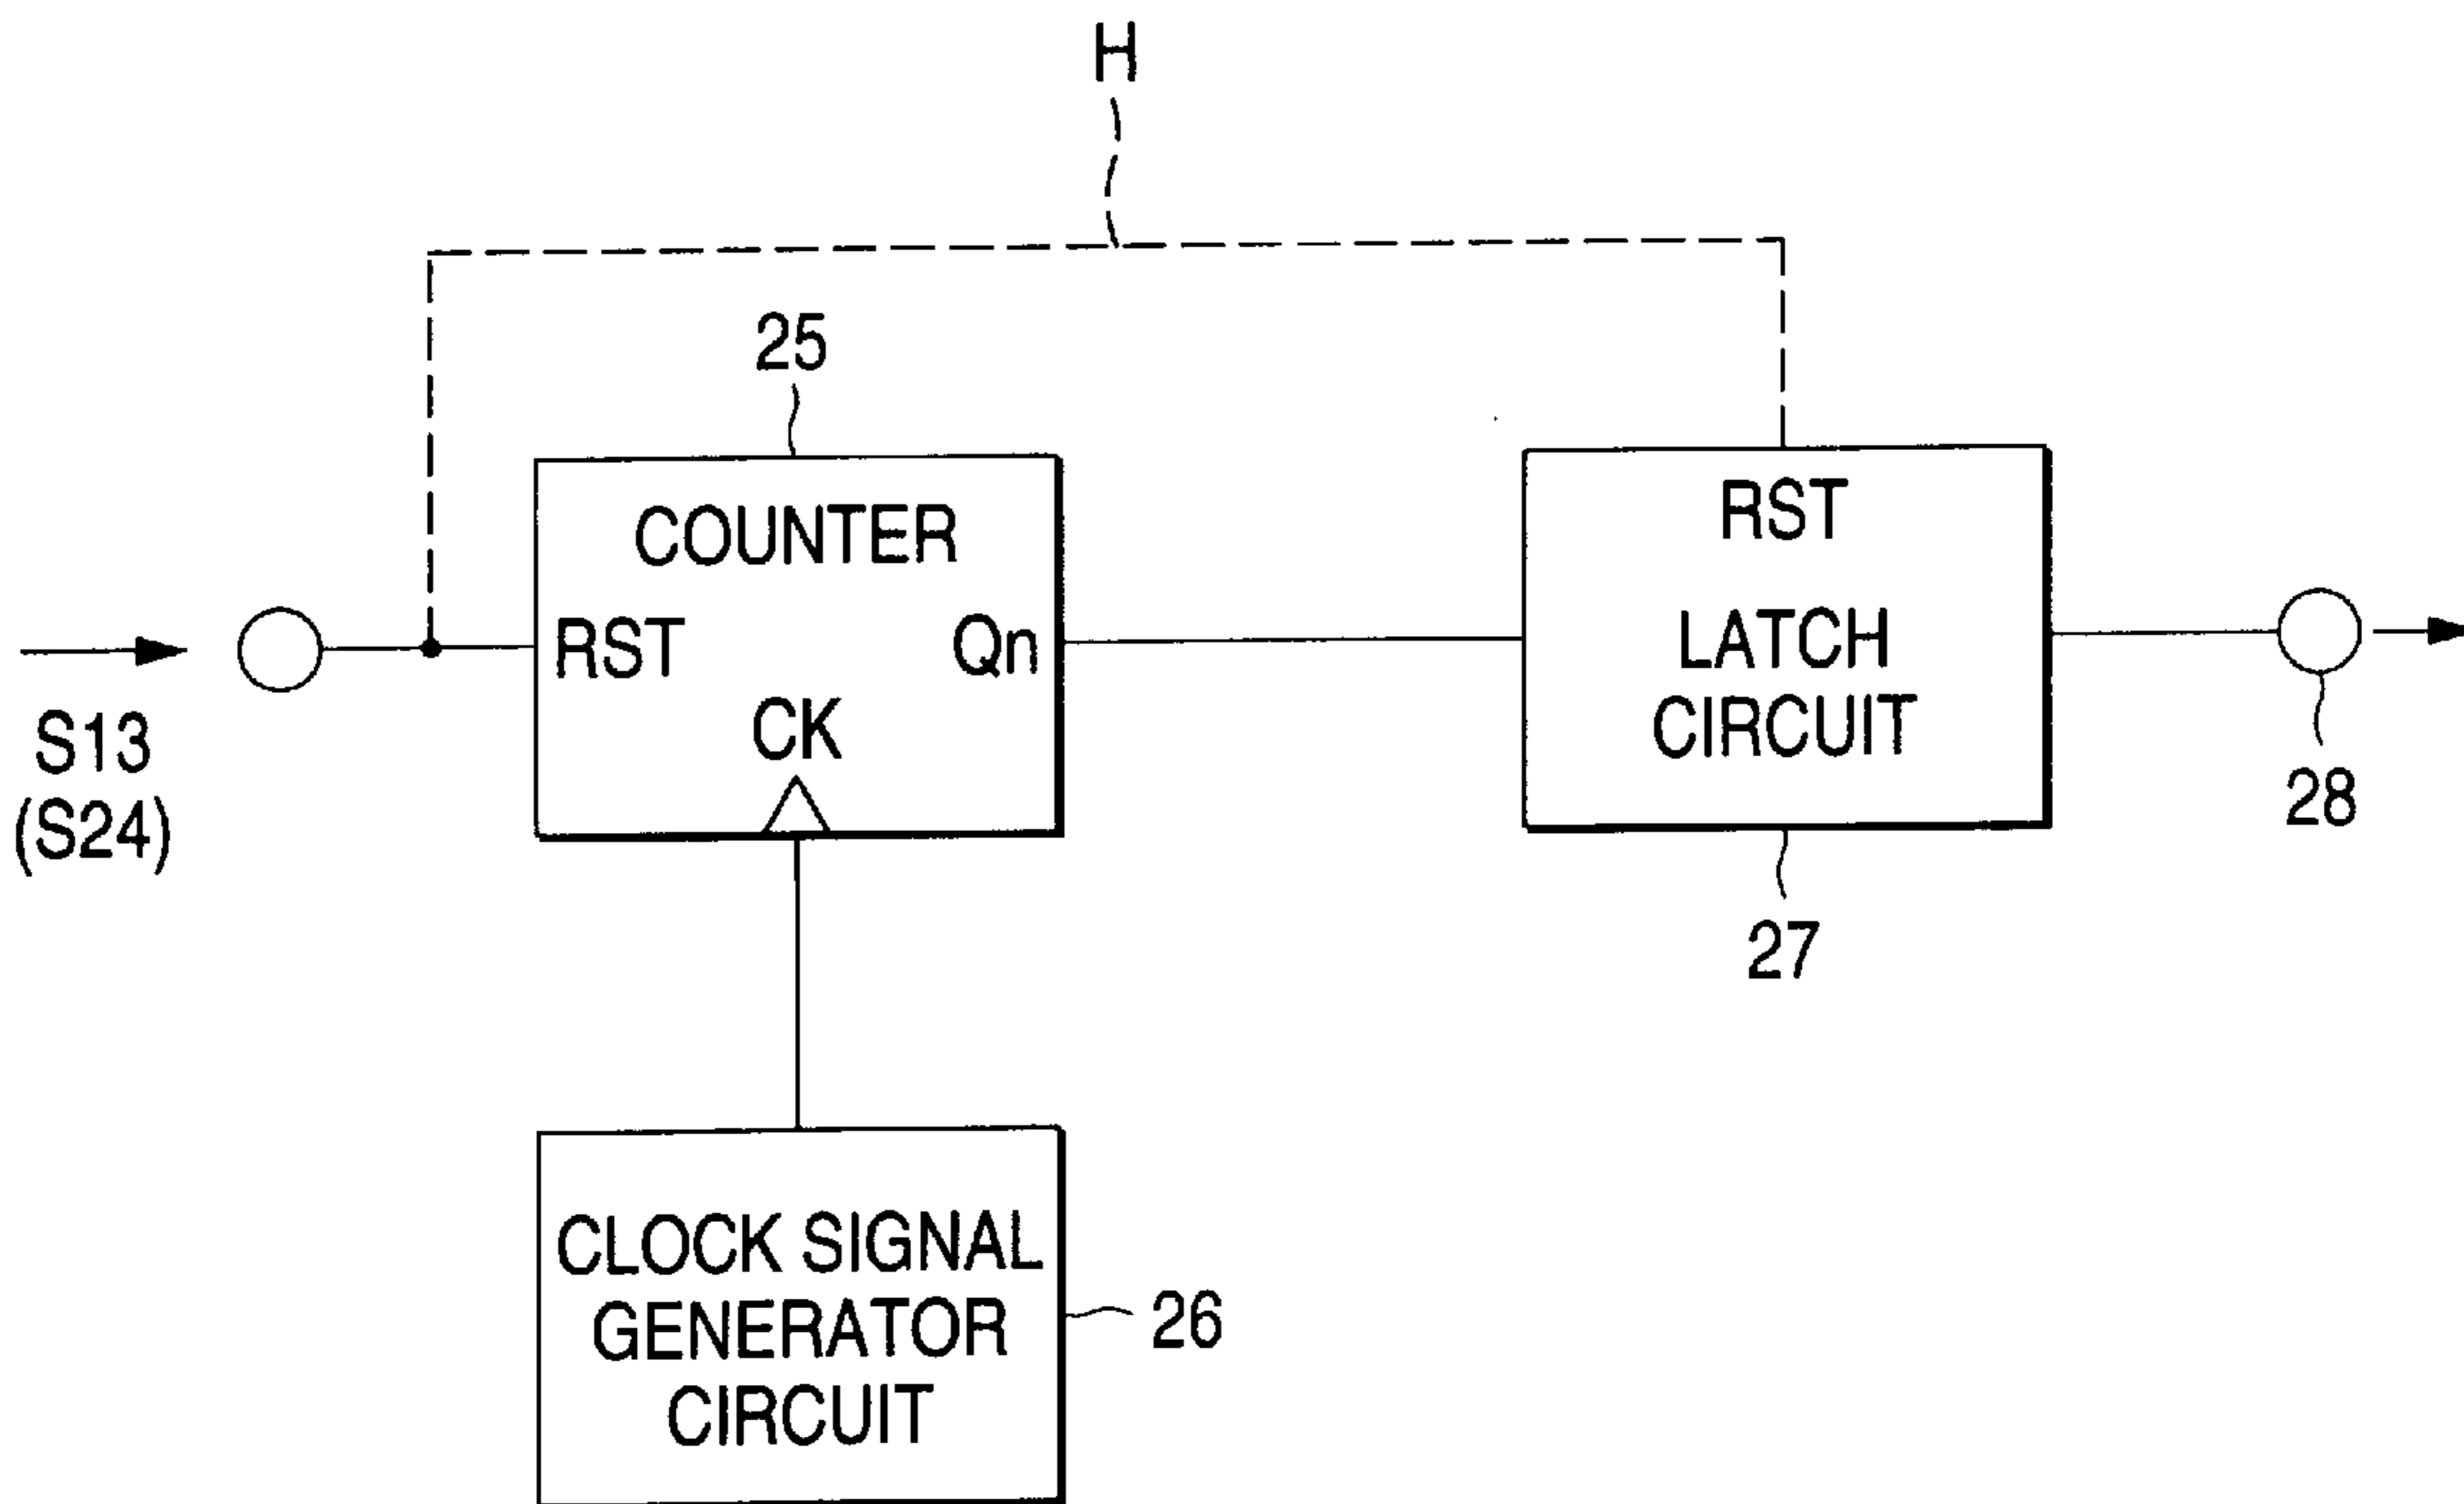 H
25
COUNTER
RST
Qn
CK
RST
LATCH
CIRCUIT
S13
(S24)
28
27
CLOCK SIGNAL
GENERATOR
CIRCUIT
26